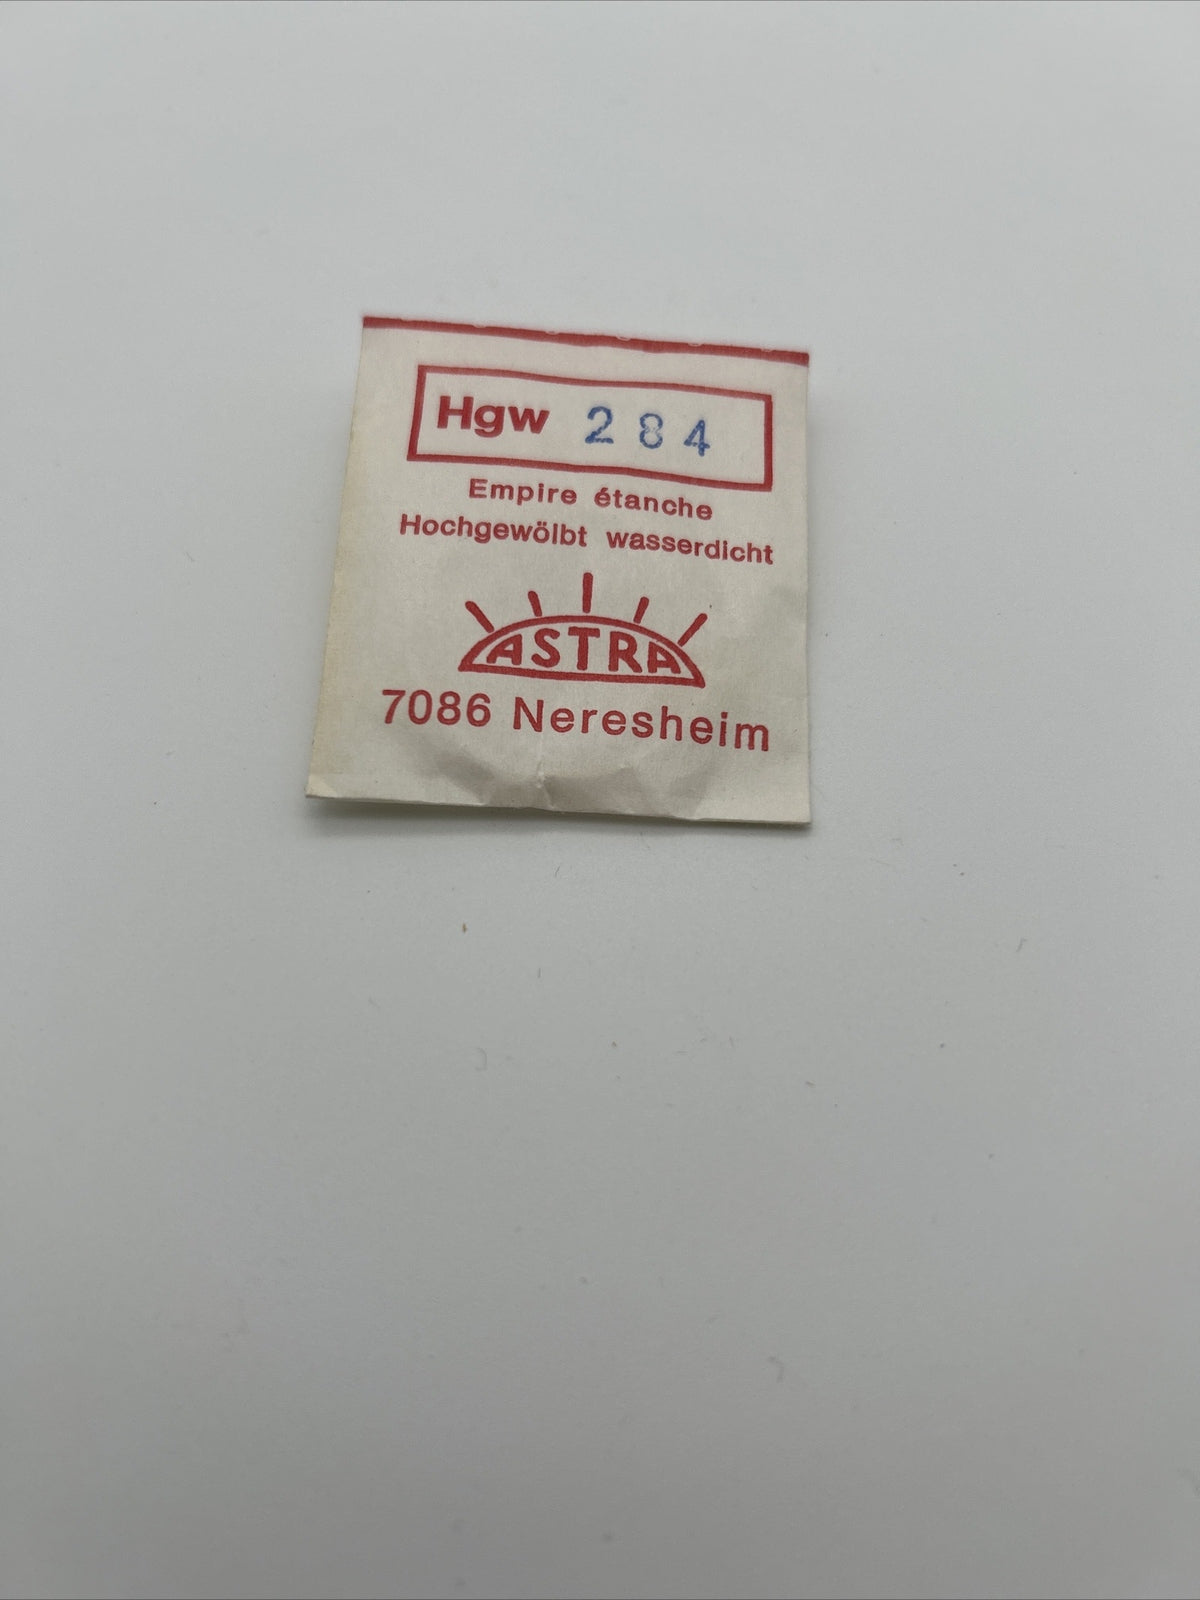 Hgw 284
Empire étanche
Hochgewölbt wasserdicht
ASTRA
7086 Neresheim